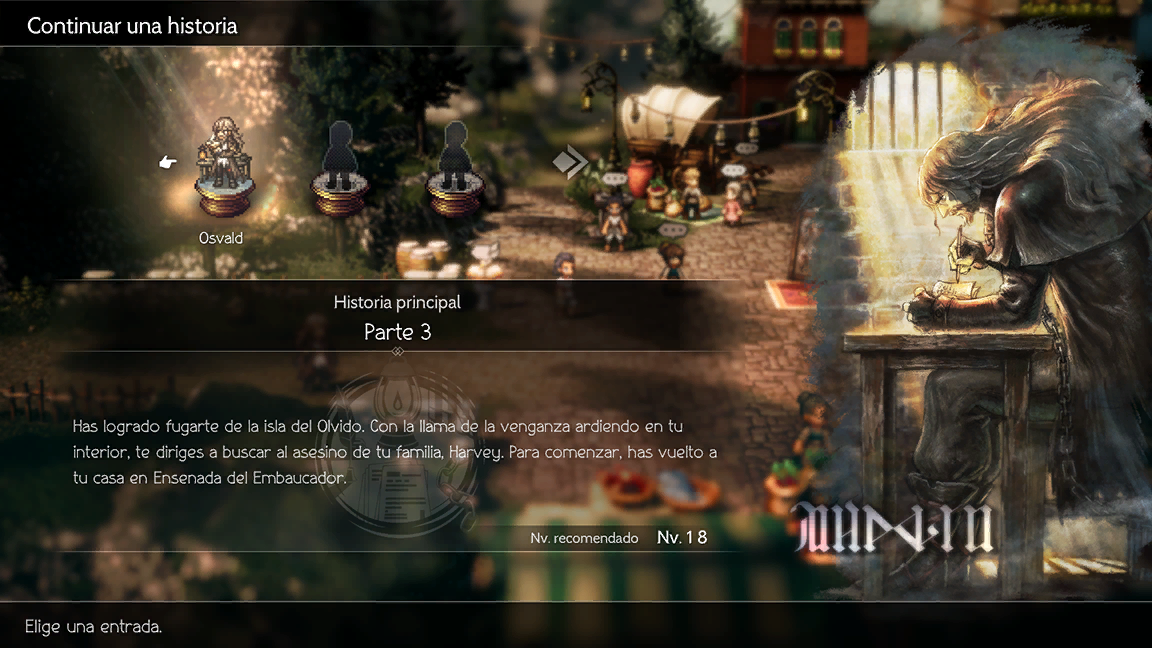 Continuar una historia
Osvald
Historia principal
Parte 3
Has logrado fugarte de la isla del Olvido. Con la llama de la venganza ardiendo en tu
interior, te diriges a buscar al asesino de tu familia, Harvey. Para comenzar, has vuelto a
tu casa en Ensenada del Embaucador.
Nv. recomendado Nv. 18
Elige una entrada.